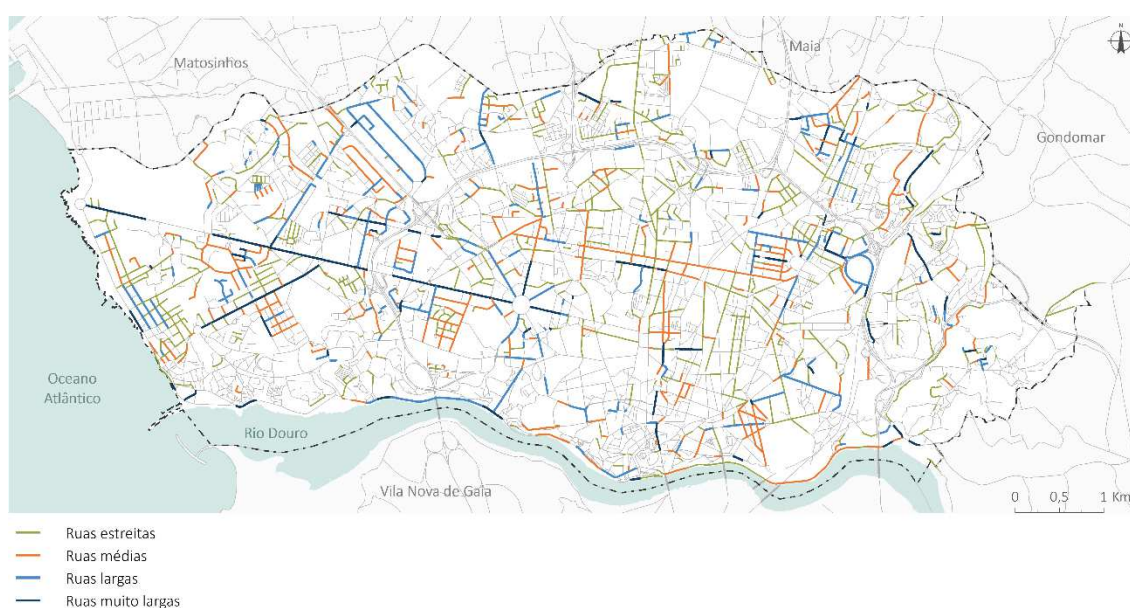 N
Matosinhos
Maia
Gondomar
Oceano
Atlântico
Rio Douro
Vila Nova de Gaia
0 0,5 1 Km
Ruas estreitas
Ruas médias
Ruas largas
Ruas muito largas